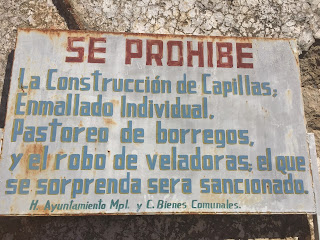 SE PROHIBE
La Construcción de Capillas;
Enmallado Individual,
Pastoreo de borregos,
y el robo de veladoras; el que
se sorprenda sera sancionado.
H. Ayuntamiento Mpl. y C. Bienes Comunales.